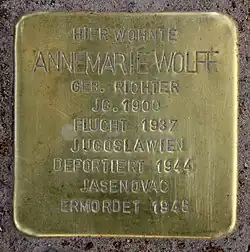 HIER WOHNTE
ANNEMARIE WOLFF
GEB. RICHTER
JG. 1900
FLUCHT 1937
JUGOSLAWIEN
DEPORTIERT 1944
JASENOVAC
ERMORDET 1945